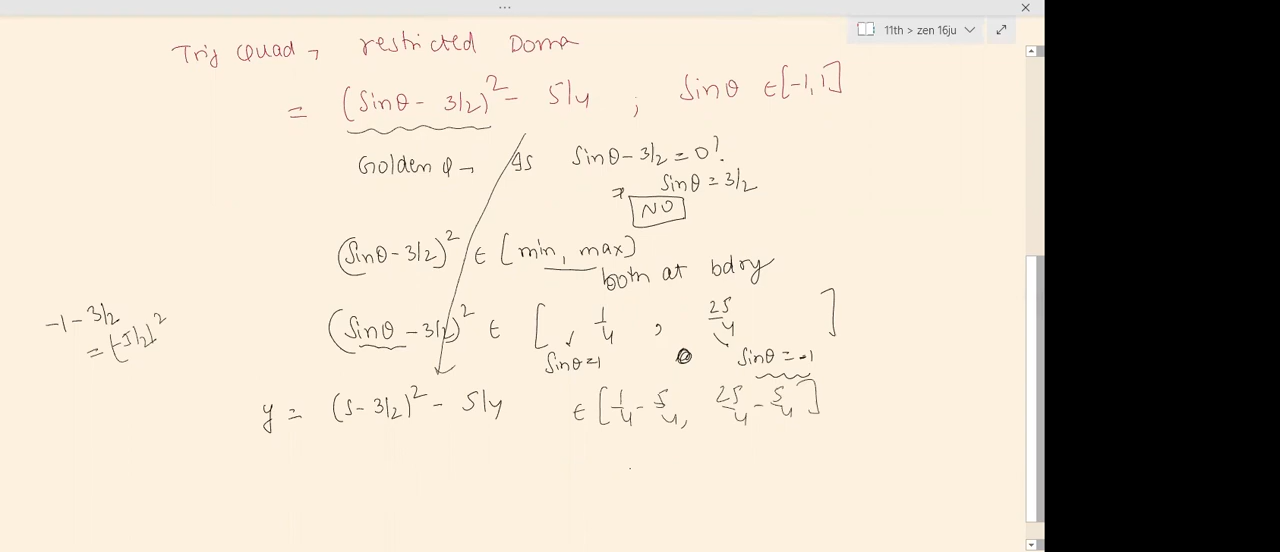 11th > zen 16ju
Trig Quad → restricted Doma
= (Sinθ - 3/2)² - 5/4 ; Sinθ ∈ [-1,1]
Golden Q → Is Sinθ - 3/2 = 0?
⇒ Sinθ = 3/2
NO
(Sinθ - 3/2)² ∈ [min, max]
both at bdry
-1 - 3/2
= (-5/2)²
(Sinθ - 3/2)² ∈ [ 1/4 , 25/4 ]
Sinθ=1 Sinθ = -1
y = (S - 3/2)² - 5/4 ∈ [1/4 - 5/4, 25/4 - 5/4]